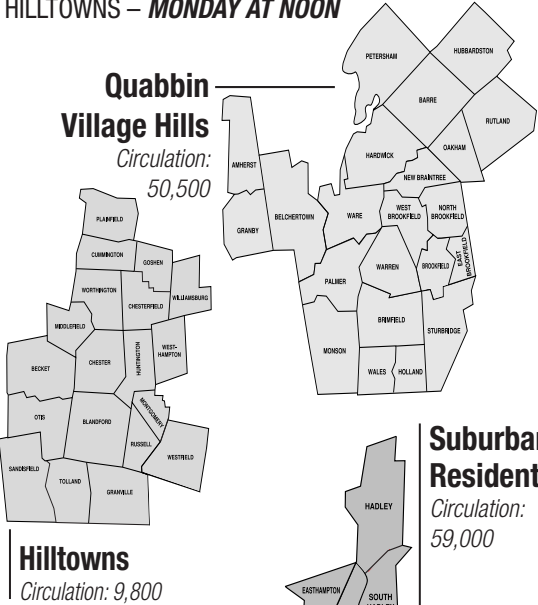 HILLTOWNS – MONDAY AT NOON
Quabbin
Village Hills
Circulation:
50,500
PETERSHAM
HUBBARDSTON
BARRE
RUTLAND
HARDWICK
OAKHAM
NEW BRAINTREE
AMHERST
BELCHERTOWN
GRANBY
WARE
WEST
BROOKFIELD
NORTH
BROOKFIELD
PALMER
WARREN
BROOKFIELD
EAST
BROOKFIELD
BRIMFIELD
STURBRIDGE
MONSON
WALES
HOLLAND
PLAINFIELD
CUMMINGTON
GOSHEN
WORTHINGTON
CHESTERFIELD
WILLIAMSBURG
MIDDLEFIELD
BECKET
CHESTER
HUNTINGTON
WEST-
HAMPTON
OTIS
BLANDFORD
MONTGOMERY
RUSSELL
WESTFIELD
SANDISFIELD
TOLLAND
GRANVILLE
Hilltowns
Circulation: 9,800
Suburban
Resident
Circulation:
59,000
HADLEY
EASTHAMPTON
SOUTH